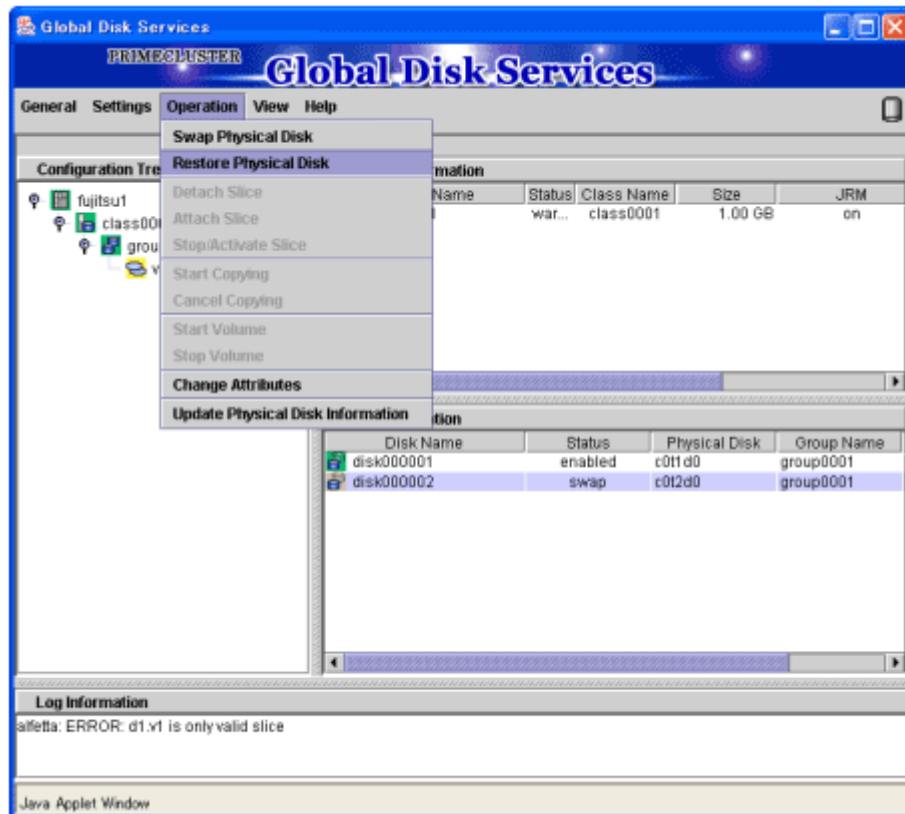 Global Disk Services
PRIMECLUSTER
Global Disk Services
General Settings Operation View Help
Swap Physical Disk
Restore Physical Disk
Detach Slice
Attach Slice
Stop/Activate Slice
Start Copying
Cancel Copying
Start Volume
Stop Volume
Change Attributes
Update Physical Disk Information
Configuration Tre
fujitsu1
class00
grou
v
rmation
Name Status Class Name Size JRM
war... class0001 1.00 GB on
tion
Disk Name Status Physical Disk Group Name
disk000001 enabled c0t1d0 group0001
disk000002 swap c0t2d0 group0001
Log Information
alfetta: ERROR: d1.v1 is only valid slice
Java Applet Window